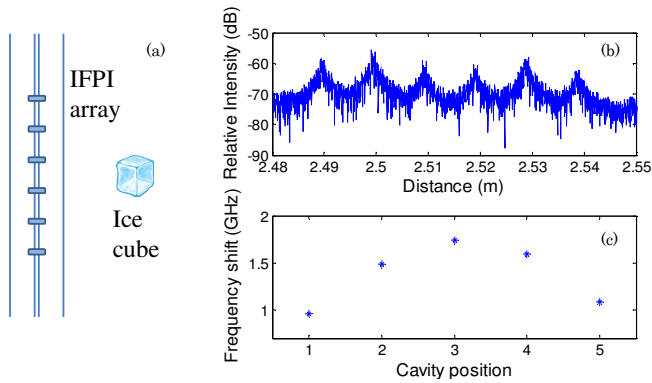 (a)
IFPI
array
Ice
cube
(b)
Relative Intensity (dB)
-50
-60
-70
-80
-90
2.48 2.49 2.5 2.51 2.52 2.53 2.54 2.55
Distance (m)
(c)
Frequency shift (GHz)
2
1.5
1
1 2 3 4 5
Cavity position